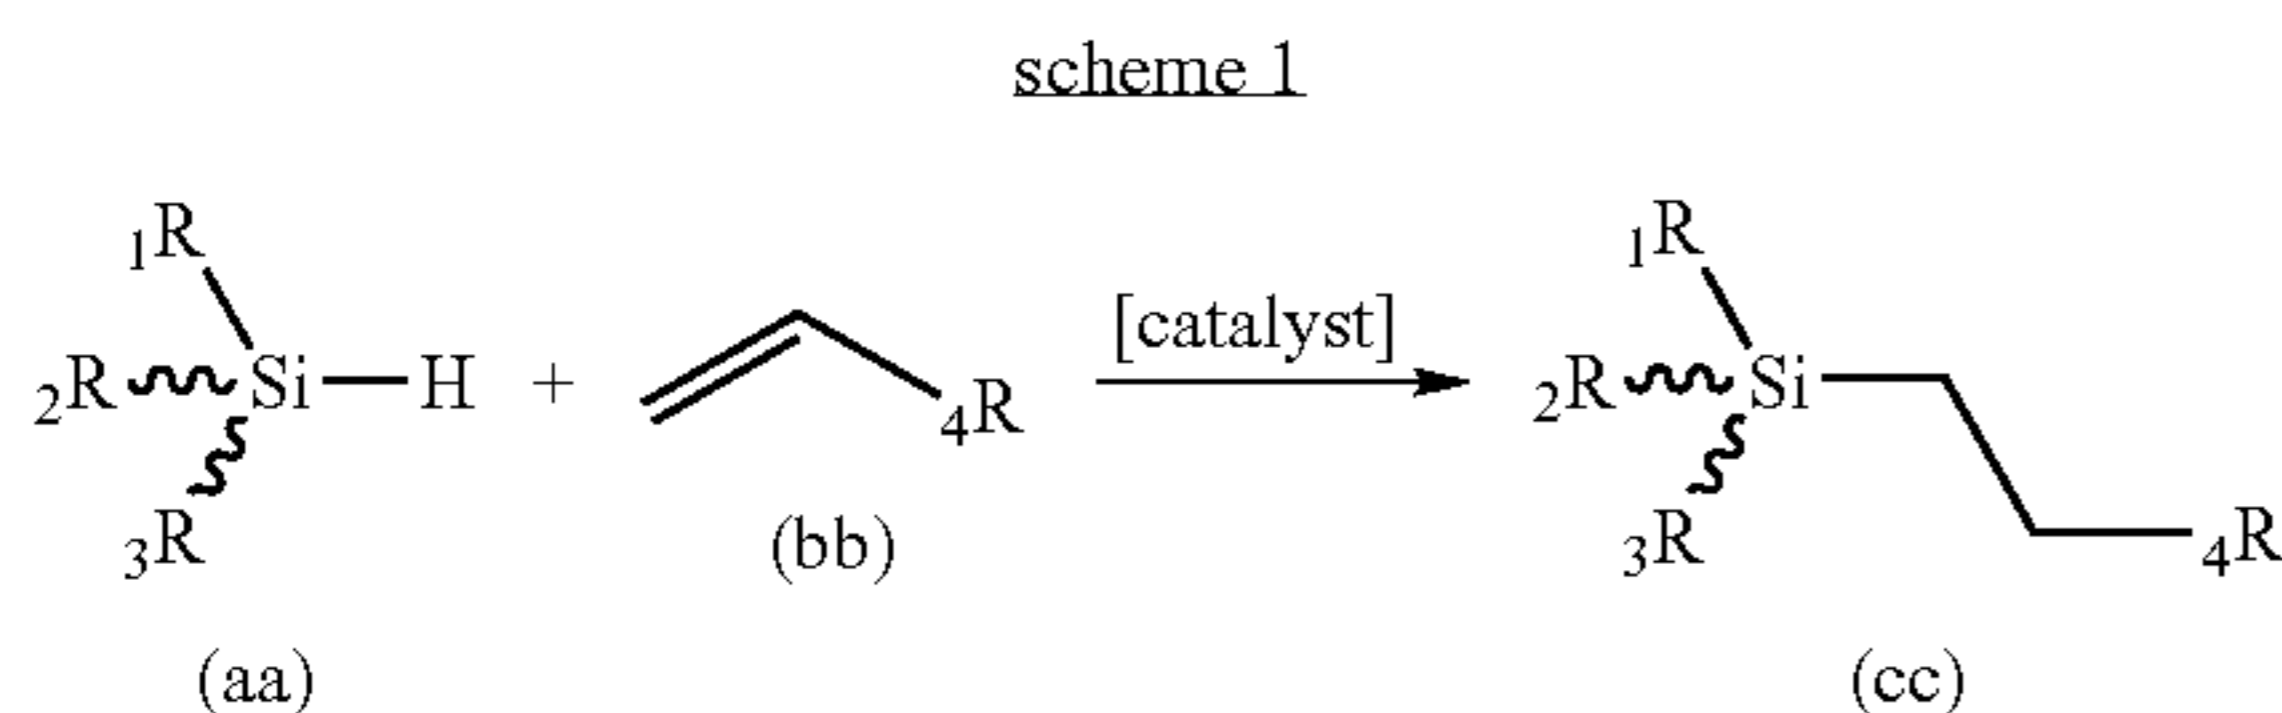 scheme 1
₁R ₁R
[catalyst]
₂R Si H + ₄R ₂R Si
₃R (bb) ₃R ₄R
(aa) (cc)